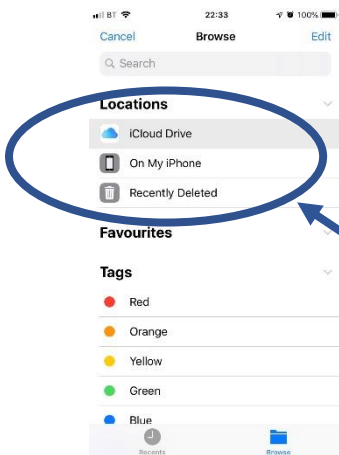 BT 22:33 100%
Cancel Browse Edit
Search
Locations
iCloud Drive
On My iPhone
Recently Deleted
Favourites
Tags
Red
Orange
Yellow
Green
Blue
Recents Browse